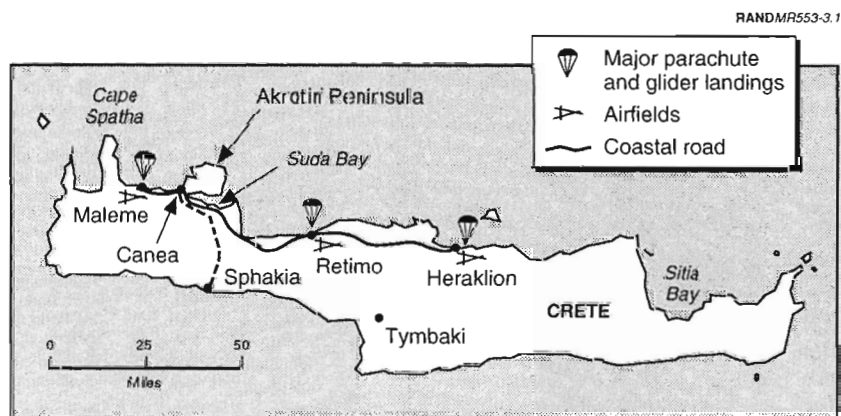 RANDMR553-3.1
Major parachute
and glider landings
Airfields
Coastal road
Cape
Spatha
Akrotiri Peninsula
Suda Bay
Maleme
Canea
Sphakia
Retimo
Heraklion
Sitia
Bay
CRETE
Tymbaki
0 25 50
Miles